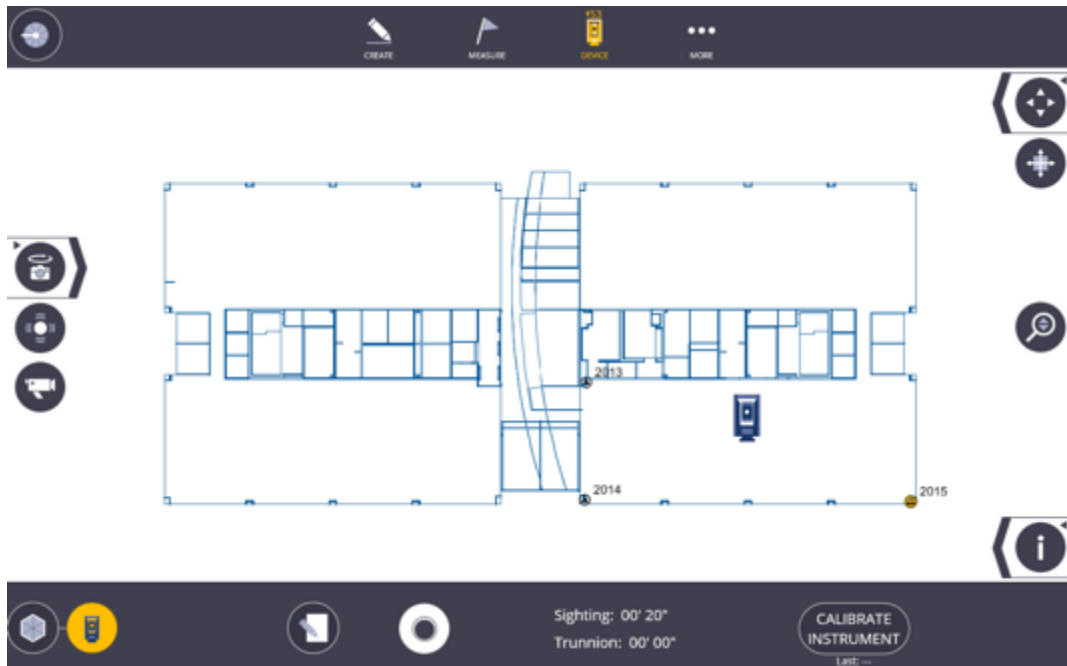 CREATE
MEASURE
DEVICE
MORE
2013
2014
2015
Sighting: 00' 20"
Trunnion: 00' 00"
CALIBRATE
INSTRUMENT
Last: ---